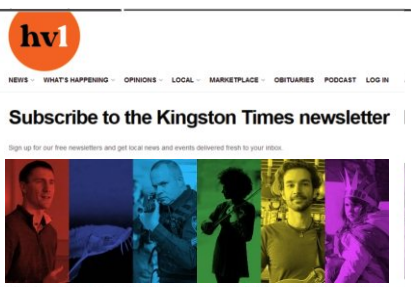 hv1
NEWS WHAT'S HAPPENING OPINIONS LOCAL MARKETPLACE OBITUARIES PODCAST LOG IN
Subscribe to the Kingston Times newsletter
Sign up for our free newsletters and get local news and events delivered fresh to your inbox.